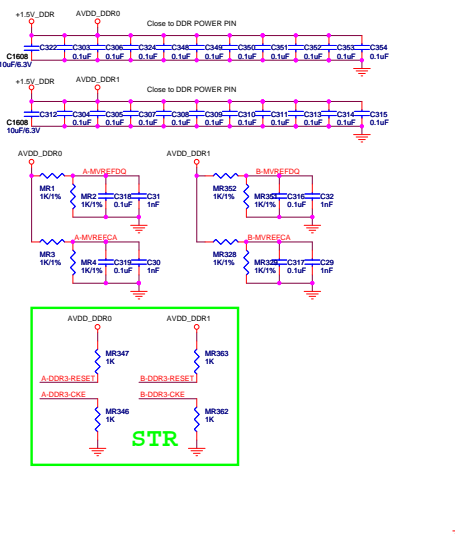 +1.5V_DDR AVDD_DDR0
Close to DDR POWER PIN
C322 C303 C306 C324 C348 C349 C350 C351 C352 C353 C354
C1608 0.1uF 0.1uF 0.1uF 0.1uF 0.1uF 0.1uF 0.1uF 0.1uF 0.1uF 0.1uF
10uF/6.3V
+1.5V_DDR AVDD_DDR1
Close to DDR POWER PIN
C312 C304 C305 C307 C308 C309 C310 C311 C313 C314 C315
C1608 0.1uF 0.1uF 0.1uF 0.1uF 0.1uF 0.1uF 0.1uF 0.1uF 0.1uF 0.1uF
10uF/6.3V
AVDD_DDR0 AVDD_DDR1
A-MVREFDQ B-MVREFDQ
MR1 MR2 C318 C31 MR352 MR351 C316 C32
1K/1% 1K/1% 0.1uF 1nF 1K/1% 1K/1% 0.1uF 1nF
A-MVREFCA B-MVREFCA
MR3 MR4 C319 C30 MR328 MR329 C317 C29
1K/1% 1K/1% 0.1uF 1nF 1K/1% 1K/1% 0.1uF 1nF
AVDD_DDR0 AVDD_DDR1
MR347 MR363
1K 1K
A-DDR3-RESET B-DDR3-RESET
A-DDR3-CKE B-DDR3-CKE
MR346 MR362
1K 1K
STR